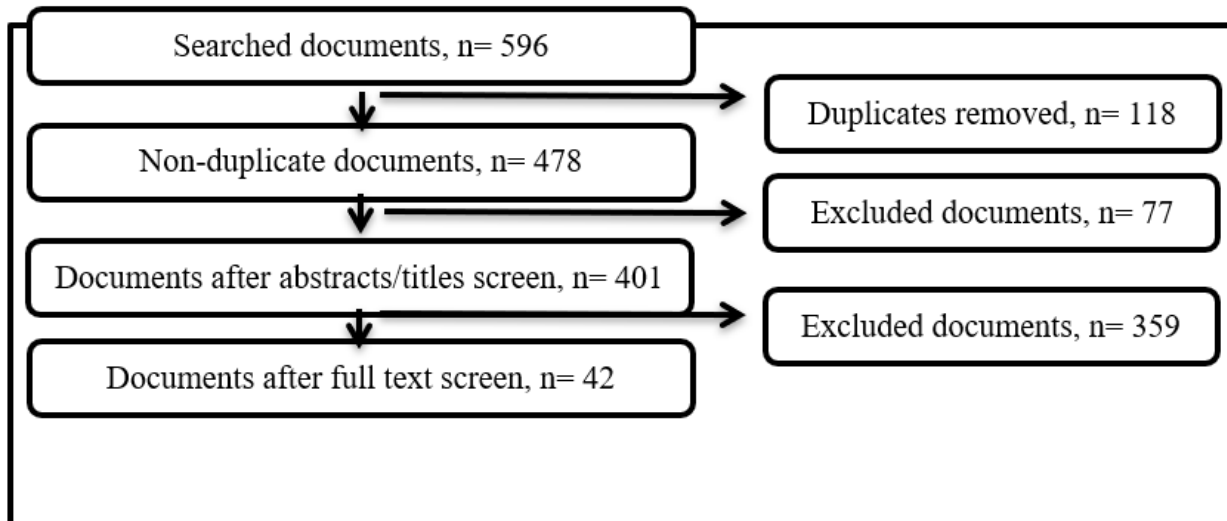 Searched documents, n= 596
Duplicates removed, n= 118
Non-duplicate documents, n= 478
Excluded documents, n= 77
Documents after abstracts/titles screen, n= 401
Excluded documents, n= 359
Documents after full text screen, n= 42